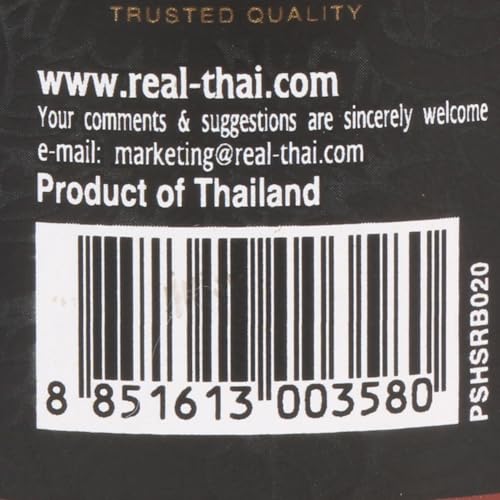 TRUSTED QUALITY
www.real-thai.com
Your comments & suggestions are sincerely welcome
e-mail: marketing@real-thai.com
Product of Thailand
8 851613 003580
PSHSRB020